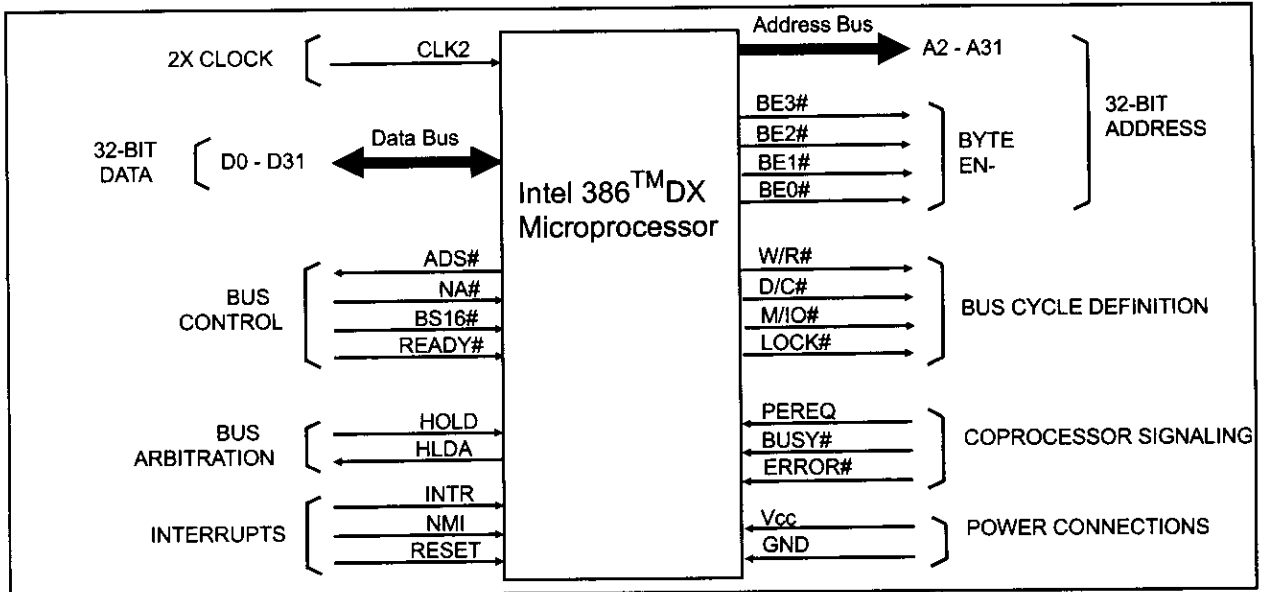 Address Bus
2X CLOCK
CLK2
A2 - A31
32-BIT
ADDRESS
BE3#
BE2#
BE1#
BE0#
BYTE
EN-
32-BIT
DATA
D0 - D31
Data Bus
Intel 386™DX
Microprocessor
BUS
CONTROL
ADS#
NA#
BS16#
READY#
W/R#
D/C#
M/IO#
LOCK#
BUS CYCLE DEFINITION
BUS
ARBITRATION
HOLD
HLDA
PEREQ
BUSY#
ERROR#
COPROCESSOR SIGNALING
INTERRUPTS
INTR
NMI
RESET
Vcc
GND
POWER CONNECTIONS